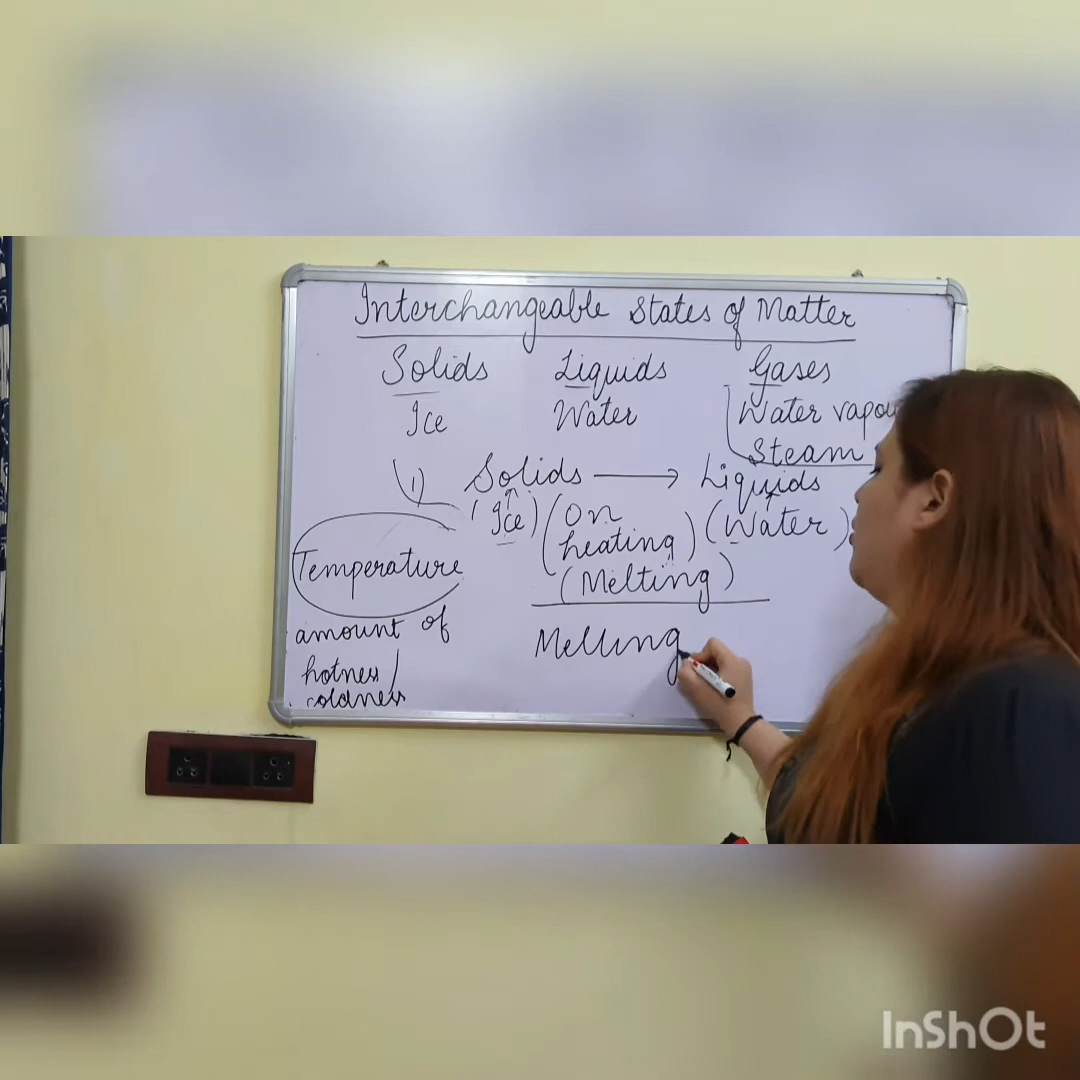 Interchangeable States of Matter
Solids Liquids Gases
Ice Water Water vapou
Steam
1) Solids → Liquids
(Ice) (On heating) (Water)
(Melting)
Temperature
amount of
hotness/
coldness
Melting
InShOt